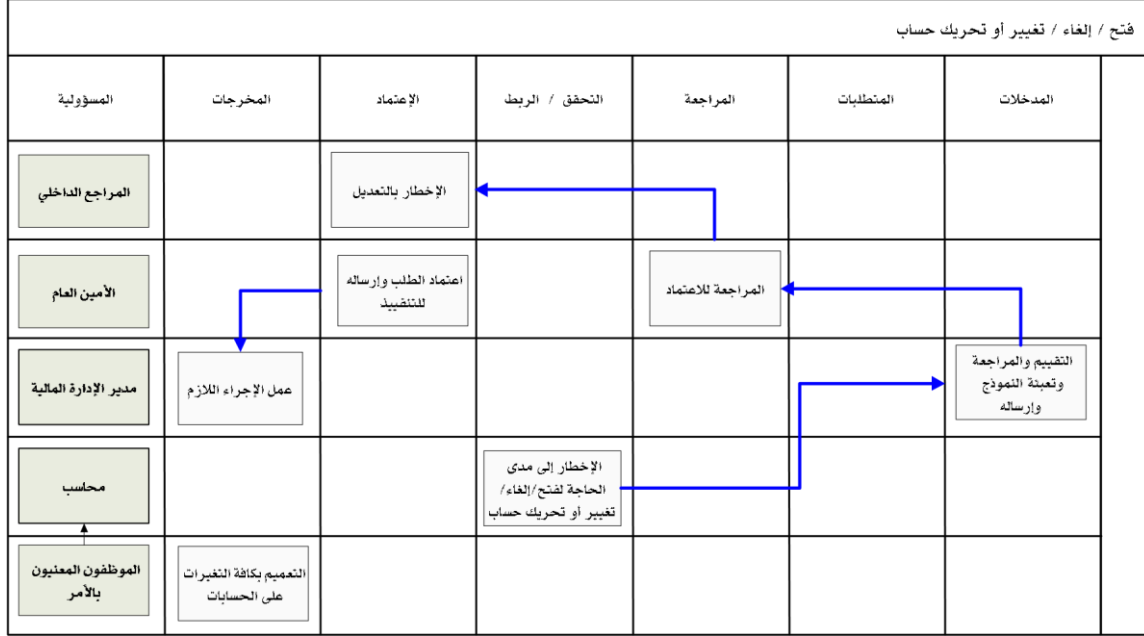 فتح / إلغاء / تغيير أو تحريك حساب
المدخلات
المتطلبات
المراجعة
التحقق / الربط
الإعتماد
المخرجات
المسؤولية
الإخطار بالتعديل
المراجع الداخلي
المراجعة للاعتماد
اعتماد الطلب وإرساله
للتنفييذ
الأمين العام
التقييم والمراجعة
وتعبئة النموذج
وإرساله
عمل الإجراء اللازم
مدير الإدارة المالية
الإخطار إلى مدى
الحاجة لفتح/إلغاء/
تغيير أو تحريك حساب
محاسب
التعميم بكافة التغيرات
على الحسابات
الموظفون المعنيون
بالأمر